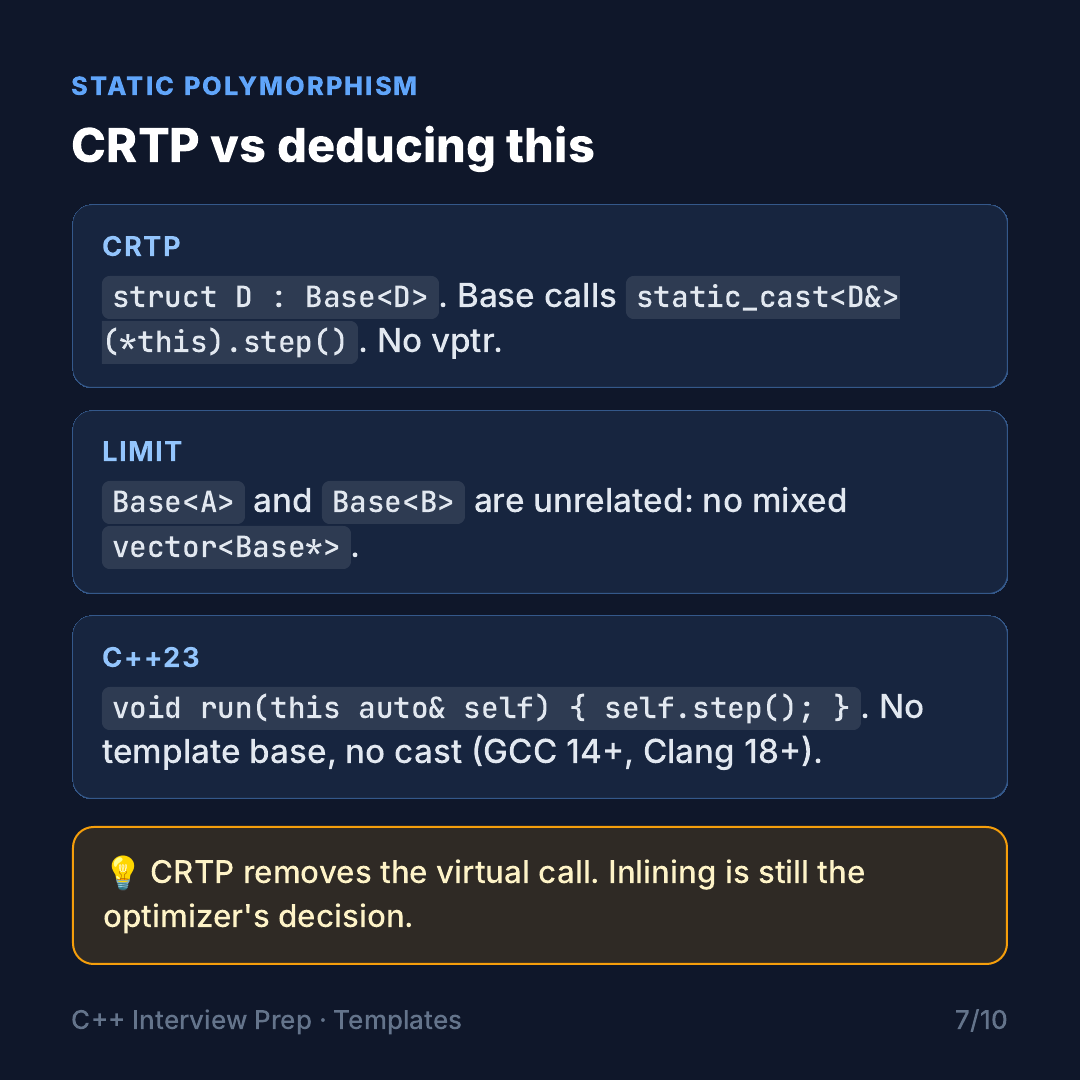 STATIC POLYMORPHISM
CRTP vs deducing this
CRTP
struct D : Base<D>. Base calls static_cast<D&>
(*this).step(). No vptr.
LIMIT
Base<A> and Base<B> are unrelated: no mixed
vector<Base*>.
C++23
void run(this auto& self) { self.step(); }. No
template base, no cast (GCC 14+, Clang 18+).
💡 CRTP removes the virtual call. Inlining is still the
optimizer's decision.
C++ Interview Prep · Templates
7/10